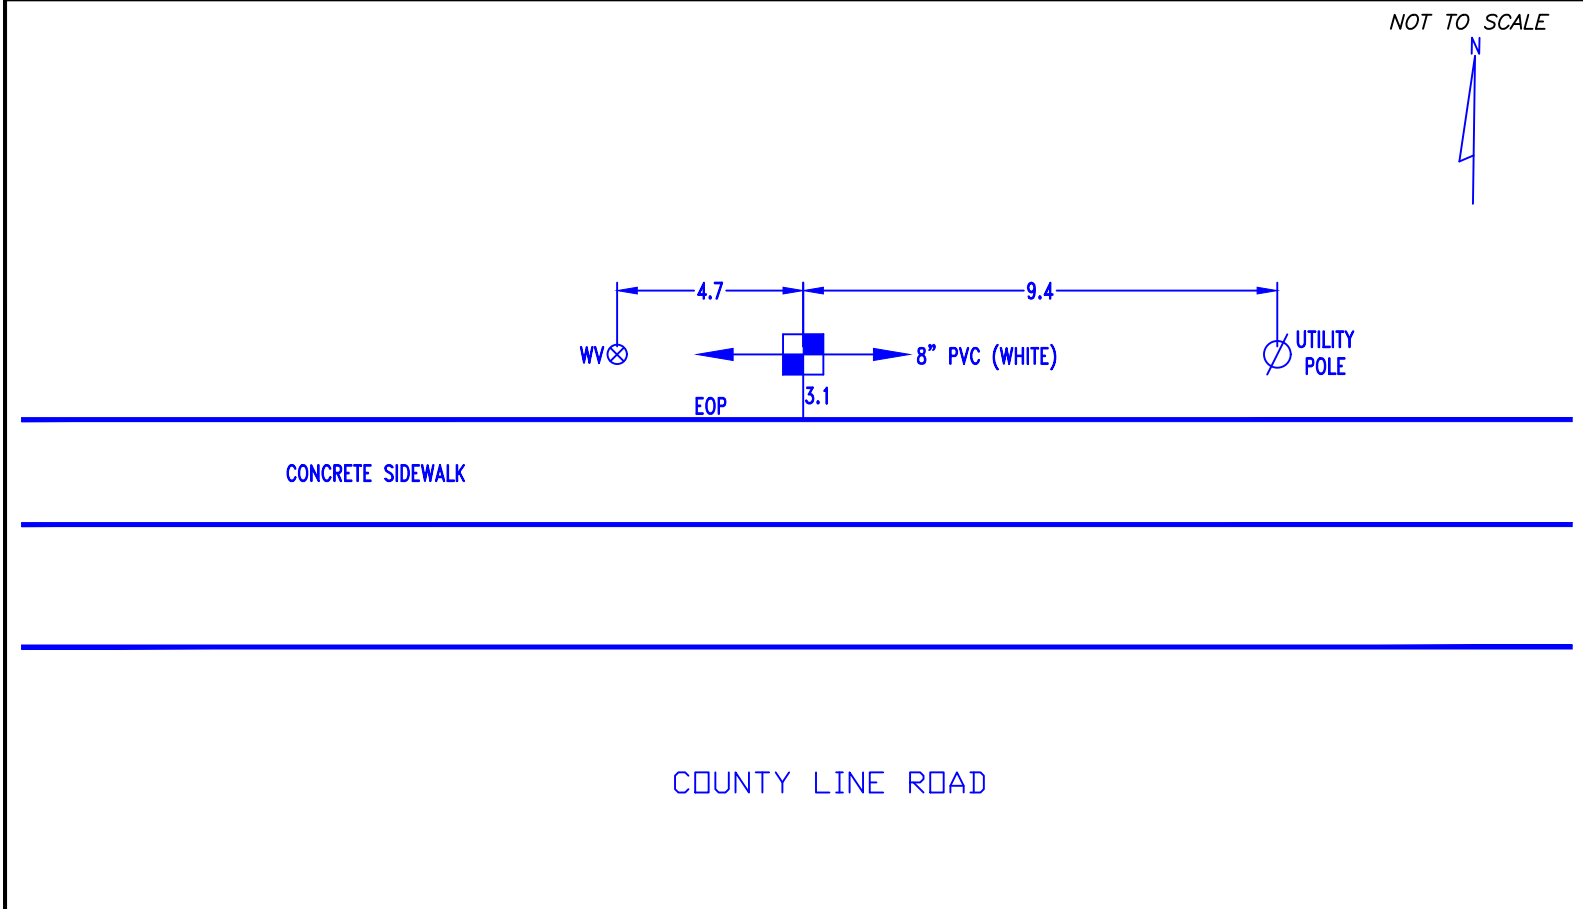 NOT TO SCALE
N
4.7
9.4
WV
8” PVC (WHITE)
UTILITY
POLE
3.1
EOP
CONCRETE SIDEWALK
COUNTY LINE ROAD